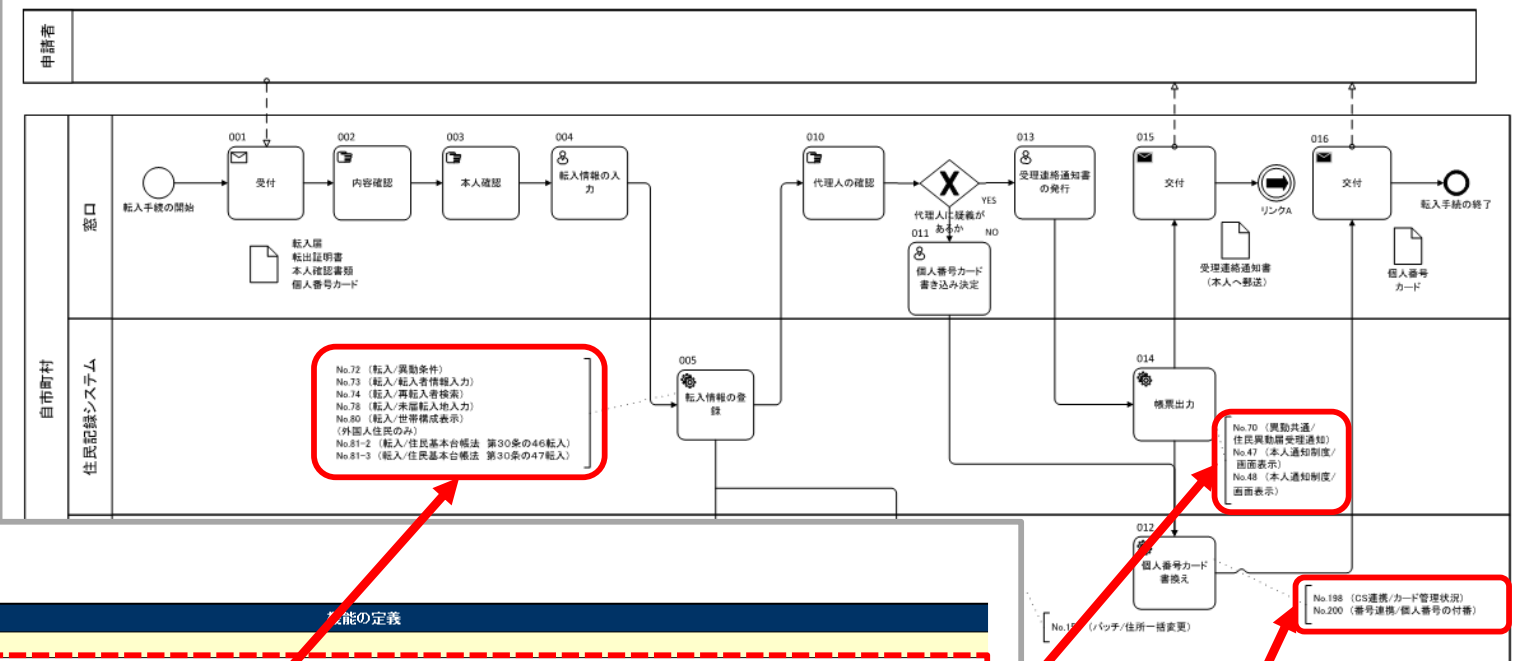 申請者
自市町村
窓口
転入手続の開始
001
受付
002
内容確認
003
本人確認
004
転入情報の入
力
転入届
転出証明書
本人確認書類
個人番号カード
010
代理人の確認
X
代理人に疑義が
あるか
YES
NO
011
個人番号カード
書き込み決定
013
受理連絡通知書
の発行
015
交付
リンクA
受理連絡通知書
(本人へ郵送)
016
交付
転入手続の終了
個人番号
カード
住民記録システム
No.72 (転入/異動条件)
No.73 (転入/転入者情報入力)
No.74 (転入/再転入者検索)
No.78 (転入/未届転入地入力)
No.80 (転入/世帯構成表示)
(外国人住民のみ)
No.81-2 (転入/住民基本台帳法 第30条の46転入)
No.81-3 (転入/住民基本台帳法 第30条の47転入)
005
転入情報の登
録
014
帳票出力
No.70 (異動共通/
住民異動届受理通知)
No.47 (本人通知制度/
画面表示)
No.48 (本人通知制度/
画面表示)
012
個人番号カード
書換え
No.198 (CS連携/カード管理状況)
No.200 (番号連携/個人番号の付番)
(バッチ/住所一括変更)
能の定義